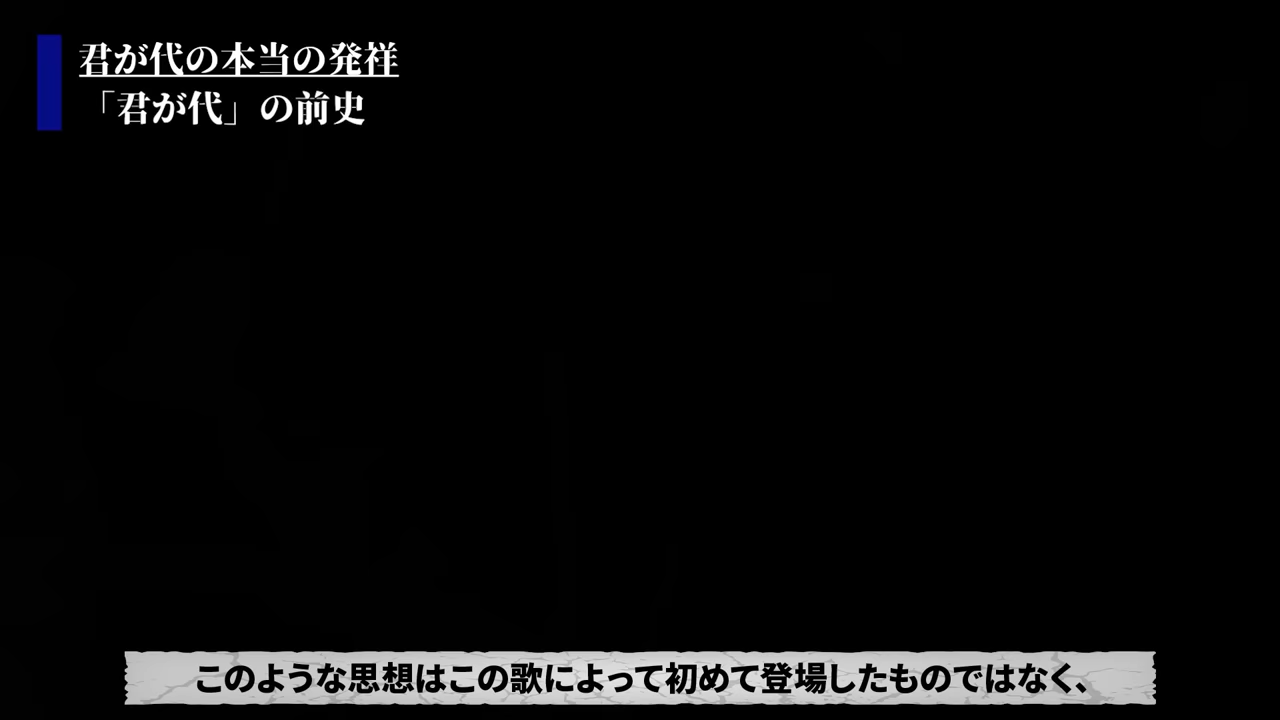 君が代の本当の発祥
「君が代」の前史
このような思想はこの歌によって初めて登場したものではなく、